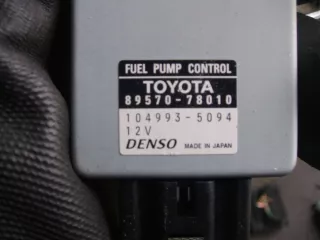 FUEL PUMP CONTROL
TOYOTA
89570-78010
104993-5094
12V
DENSO MADE IN JAPAN